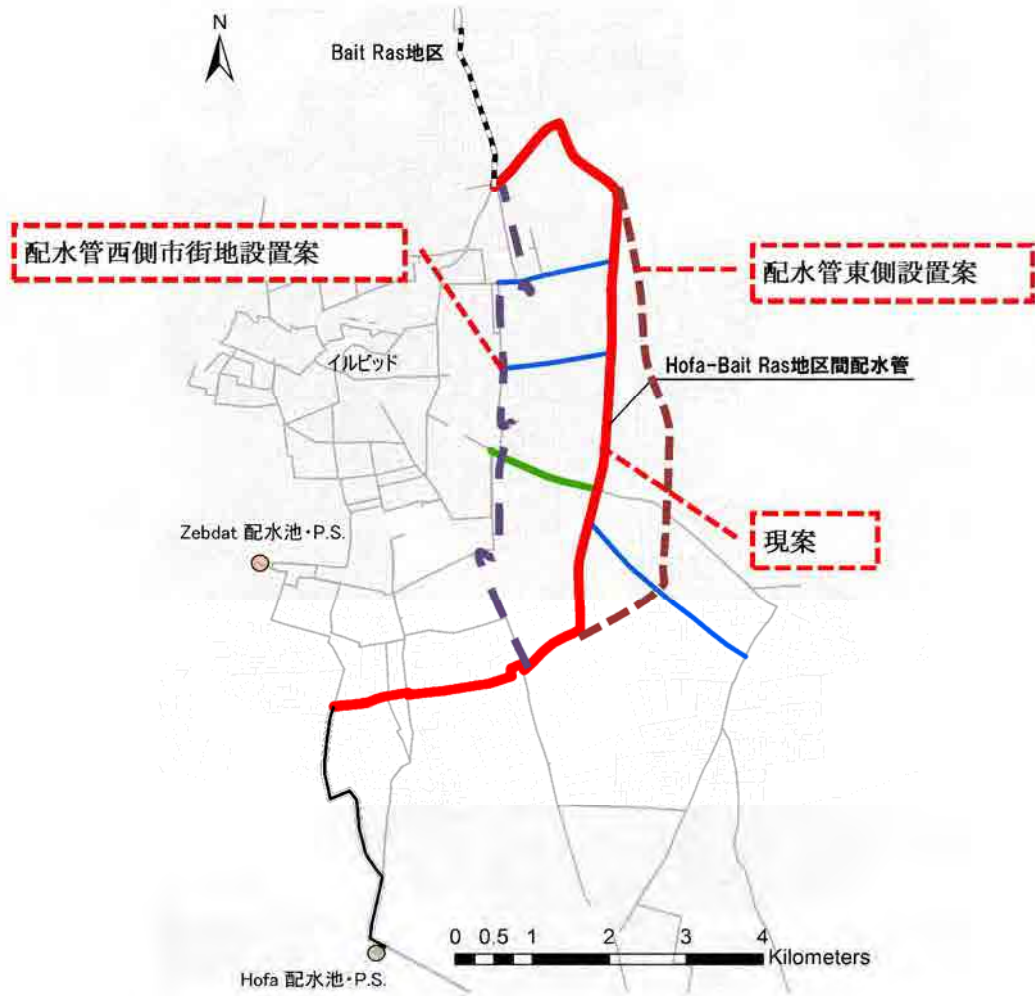 N
Bait Ras地区
配水管西側市街地設置案
配水管東側設置案
イルビッド
Hofa-Bait Ras地区間配水管
Zebdat 配水池・P.S.
現案
0 0.5 1 2 3 4
Kilometers
Hofa 配水池・P.S.